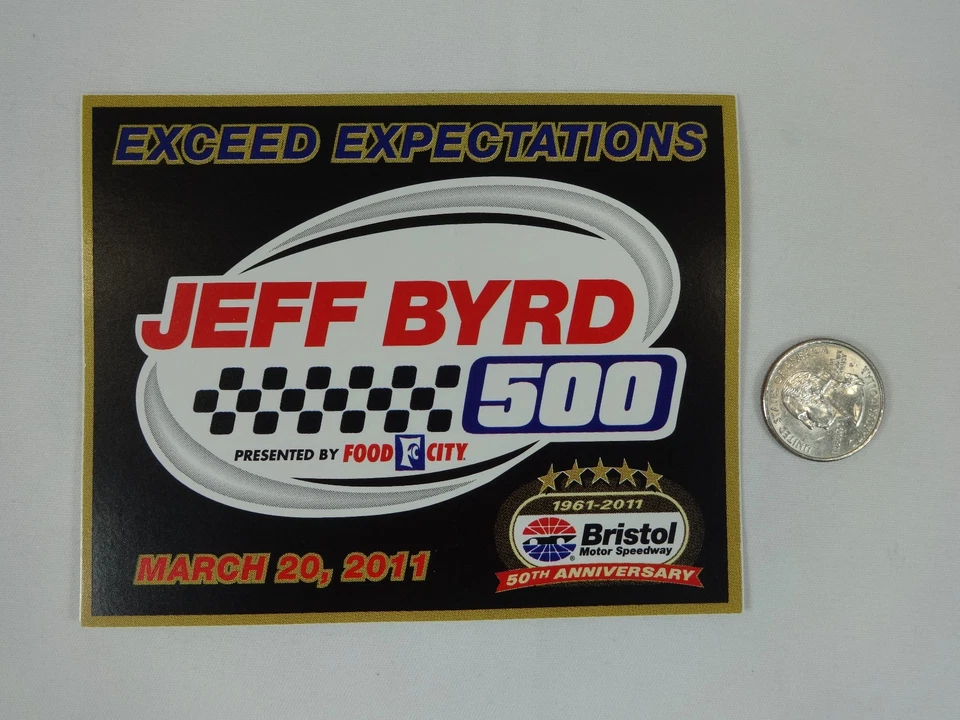 EXCEED EXPECTATIONS
JEFF BYRD
500
PRESENTED BY FOOD FC CITY
1961-2011
Bristol
Motor Speedway
50TH ANNIVERSARY
MARCH 20, 2011